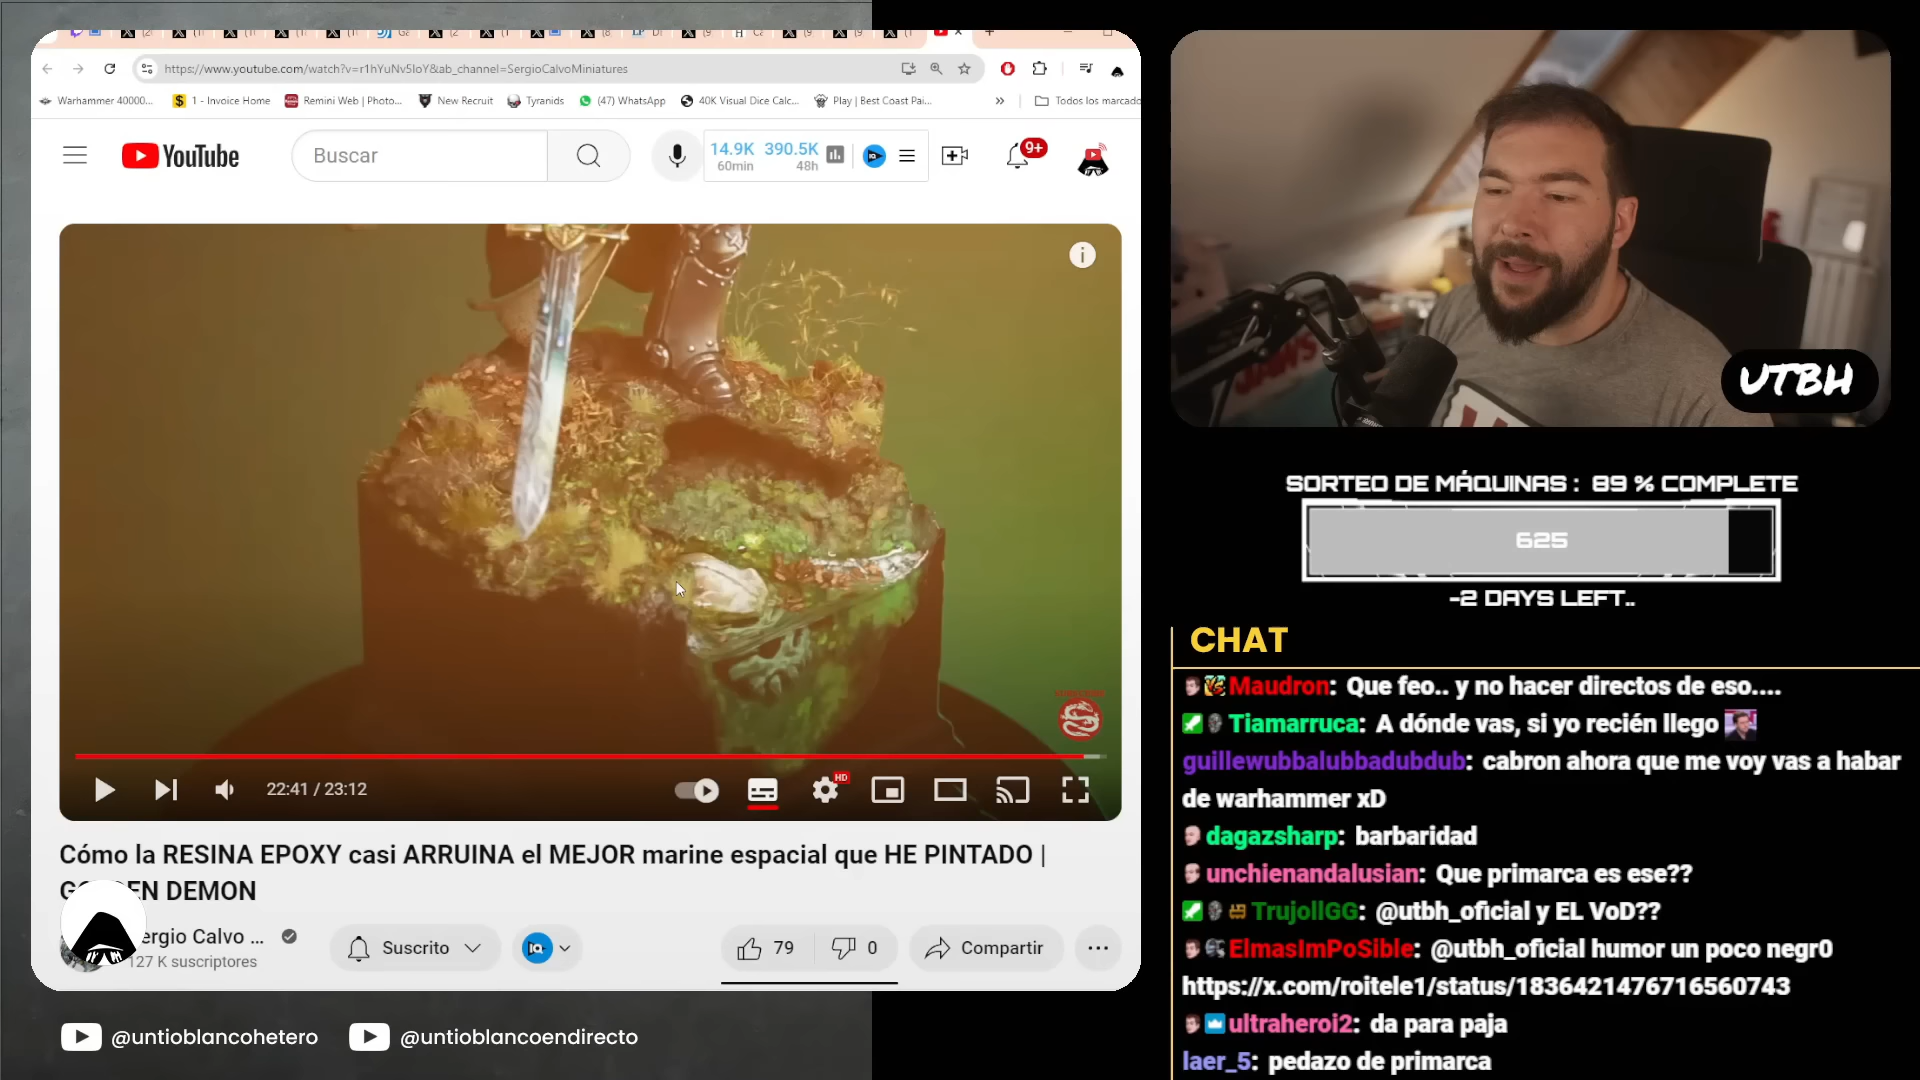 https://www.youtube.com/watch?v=r1hYuNv5loY&ab_channel=SergioCalvoMiniatures
Warhammer 40000... 1 - Invoice Home Remini Web | Photo... New Recruit Tyranids (47) WhatsApp 40K Visual Dice Calc... Play | Best Coast Pai... » Todos los marcado
YouTube Buscar 14.9K 60min 390.5K 48h 9+
22:41 / 23:12 HD
Cómo la RESINA EPOXY casi ARRUINA el MEJOR marine espacial que HE PINTADO |
DEMON
ergio Calvo ...
127 K suscriptores
Suscrito
79 0 Compartir
@untioblancohetero @untioblancoendirecto
UTBH
SORTEO DE MÁQUINAS : 89 % COMPLETE
625
-2 DAYS LEFT..
CHAT
Maudron: Que feo.. y no hacer directos de eso....
Tiamarruca: A dónde vas, si yo recién llego
guillewubbalubbadubdub: cabron ahora que me voy vas a habar
de warhammer xD
dagazsharp: barbaridad
unchienandalusian: Que primarca es ese??
TrujollGG: @utbh_oficial y EL VoD??
ElmasImPoSible: @utbh_oficial humor un poco negr0
https://x.com/roitele1/status/1836421476716560743
ultraheroi2: da para paja
laer_5: pedazo de primarca